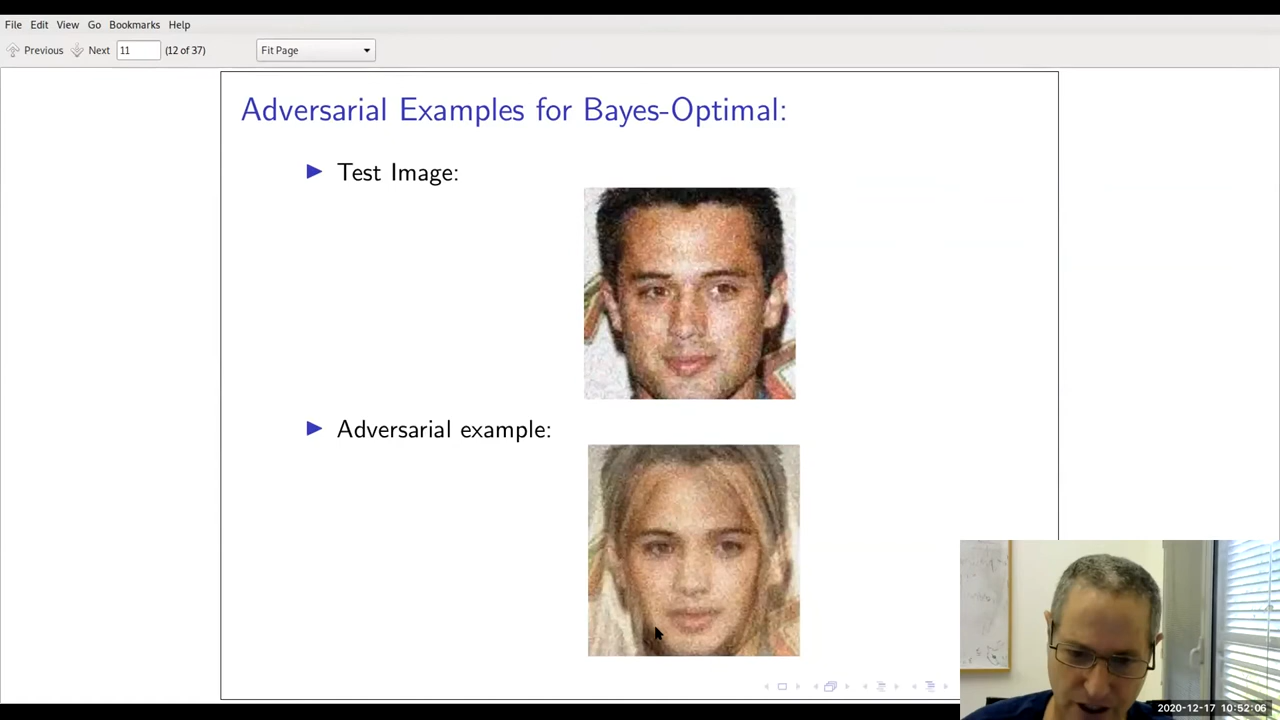 File Edit View Go Bookmarks Help
Previous Next 11 (12 of 37) Fit Page
Adversarial Examples for Bayes-Optimal:
Test Image:
Adversarial example:
2020-12-17 10:52:06